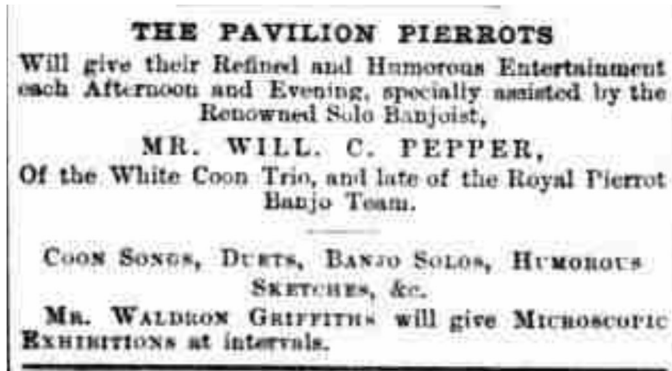 THE PAVILION PIERROTS
Will give their Refined and Humorous Entertainment
each Afternoon and Evening, specially assisted by the
Renowned Solo Banjoist,
MR. WILL. C. PEPPER,
Of the White Coon Trio, and late of the Royal Pierrot
Banjo Team.
COON SONGS, DUETS, BANJO SOLOS, HUMOROUS
SKETCHES, &c.
MR. WALDRON GRIFFITHS will give MICROSCOPIC
EXHIBITIONS at intervals.